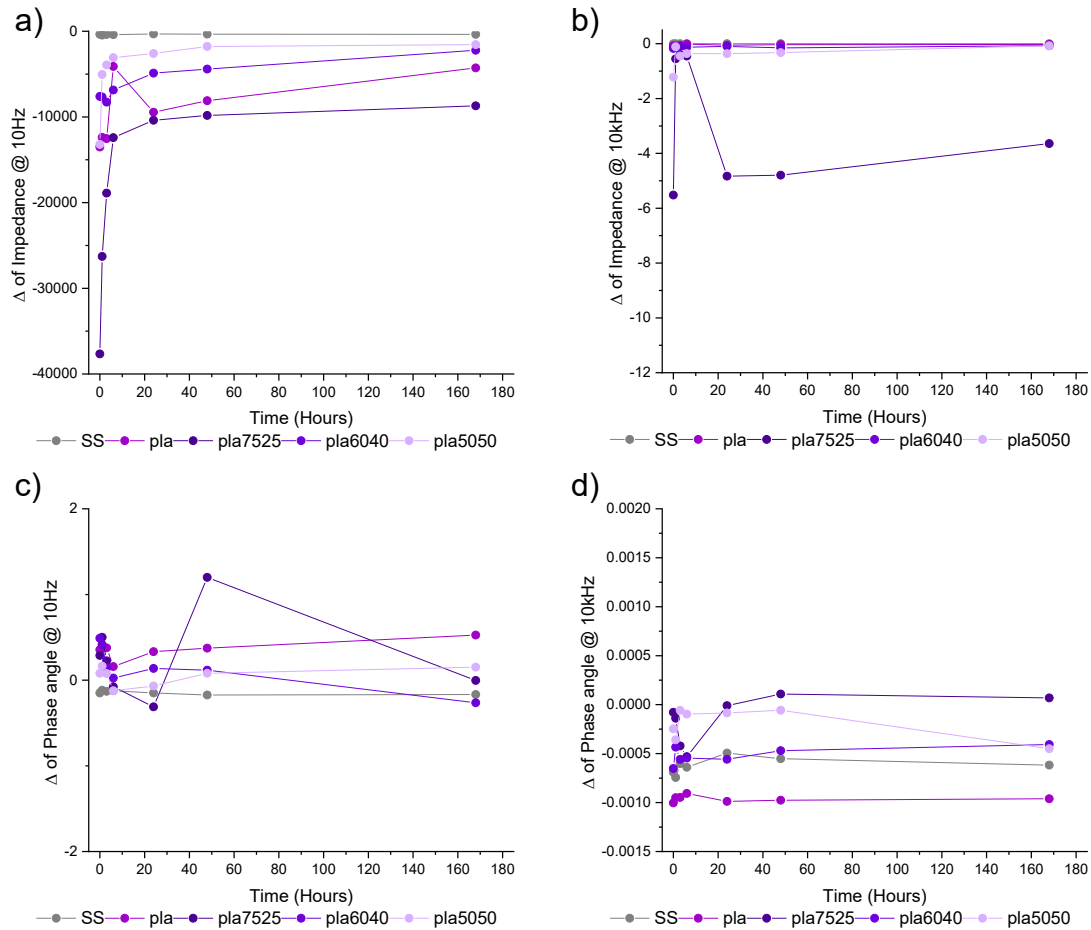 a)
0
-10000
-20000
-30000
-40000
Δ of Impedance @ 10Hz
0 20 40 60 80 100 120 140 160 180
Time (Hours)
SS pla pla7525 pla6040 pla5050
b)
0
-2
-4
-6
-8
-10
-12
Δ of Impedance @ 10kHz
0 20 40 60 80 100 120 140 160 180
Time (Hours)
SS pla pla7525 pla6040 pla5050
c)
2
0
-2
Δ of Phase angle @ 10Hz
0 20 40 60 80 100 120 140 160 180
Time (Hours)
SS pla pla7525 pla6040 pla5050
d)
0.0020
0.0015
0.0010
0.0005
0.0000
-0.0005
-0.0010
-0.0015
Δ of Phase angle @ 10kHz
0 20 40 60 80 100 120 140 160 180
Time (Hours)
SS pla pla7525 pla6040 pla5050